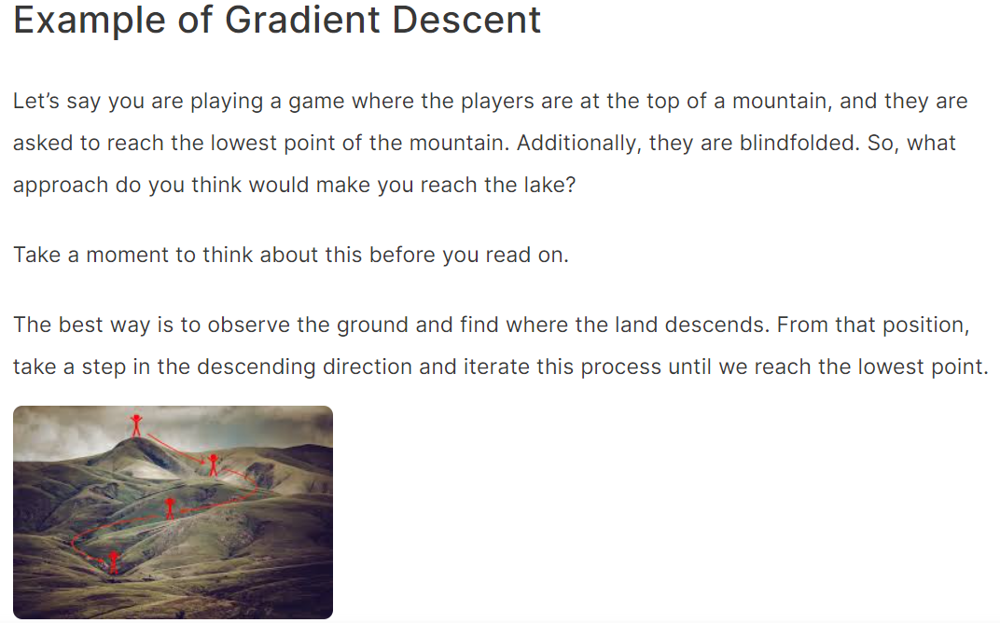 Example of Gradient Descent
Let’s say you are playing a game where the players are at the top of a mountain, and they are
asked to reach the lowest point of the mountain. Additionally, they are blindfolded. So, what
approach do you think would make you reach the lake?
Take a moment to think about this before you read on.
The best way is to observe the ground and find where the land descends. From that position,
take a step in the descending direction and iterate this process until we reach the lowest point.